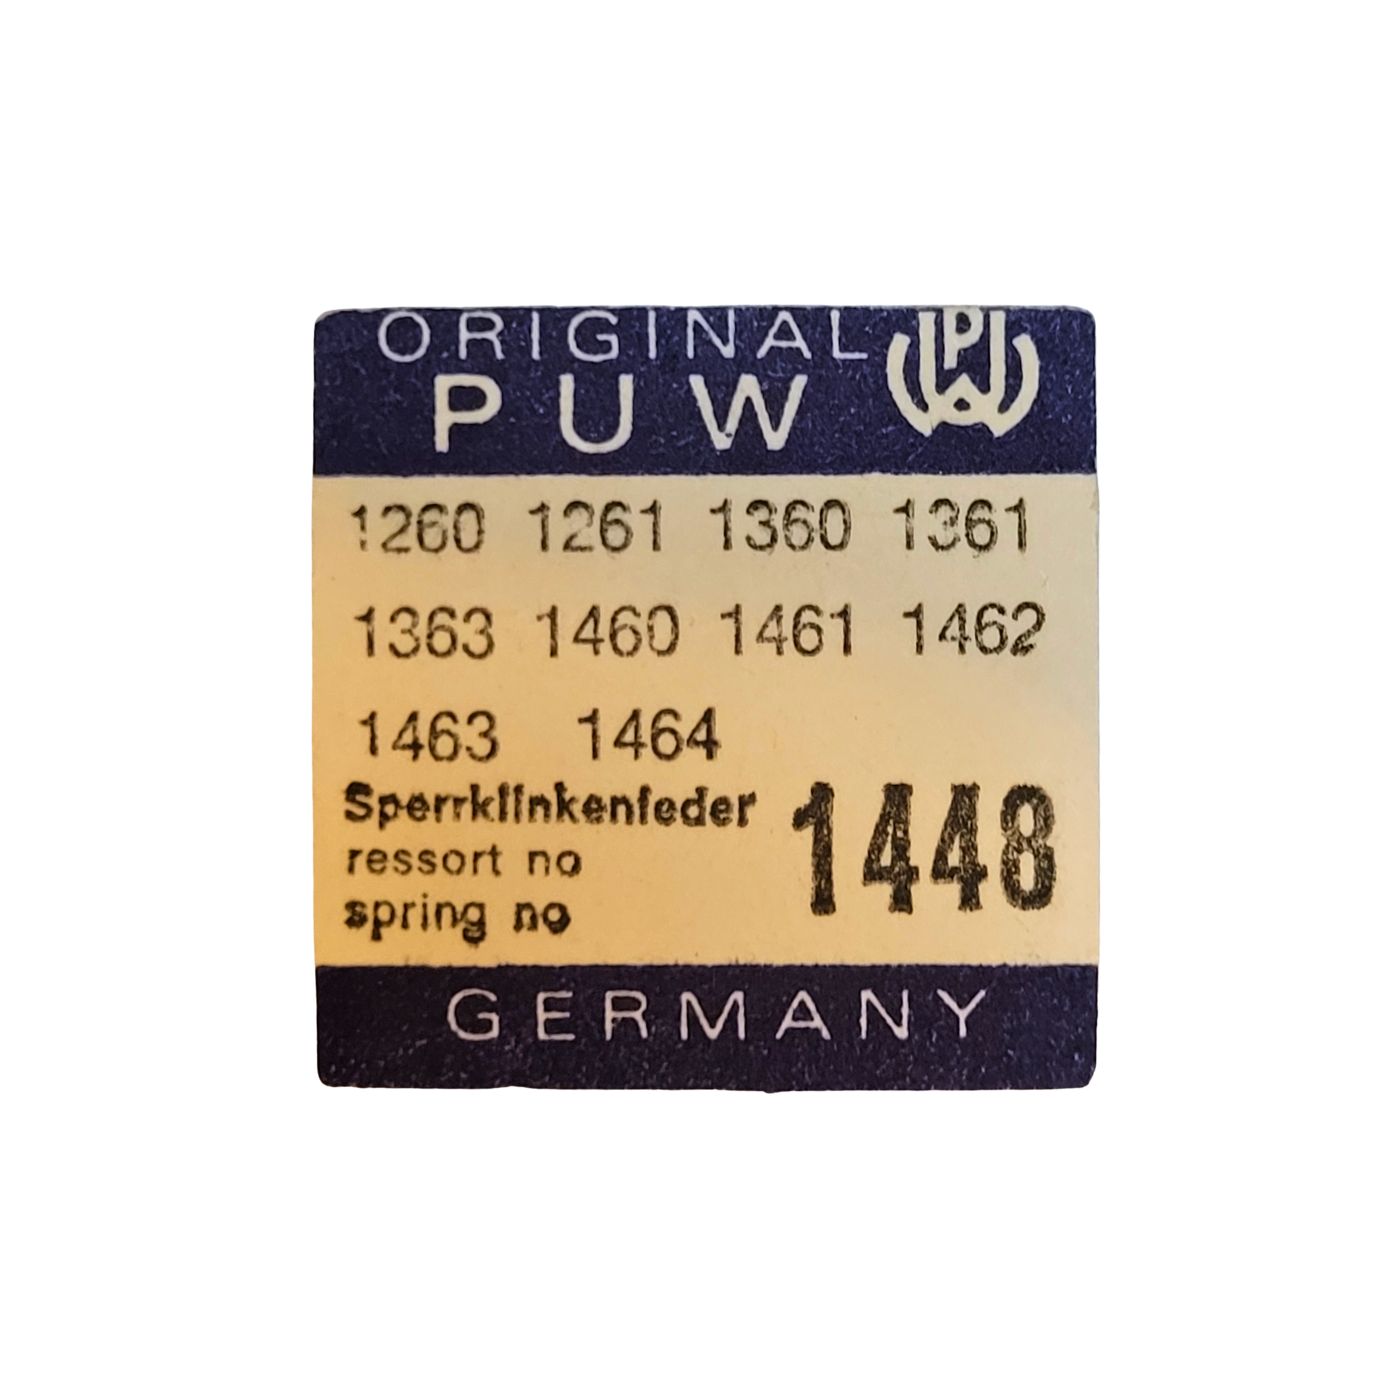 ORIGINAL
PUW
1260 1261 1360 1361
1363 1460 1461 1462
1463 1464
Sperrklinkenfeder
ressort no
spring no
1448
GERMANY